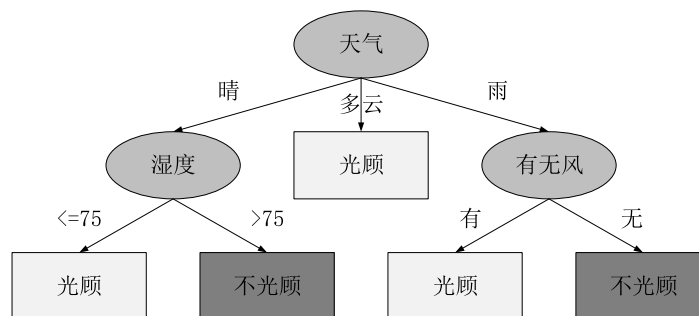 天气
晴
多云
雨
湿度
光顾
有无风
<=75
>75
有
无
光顾
不光顾
光顾
不光顾